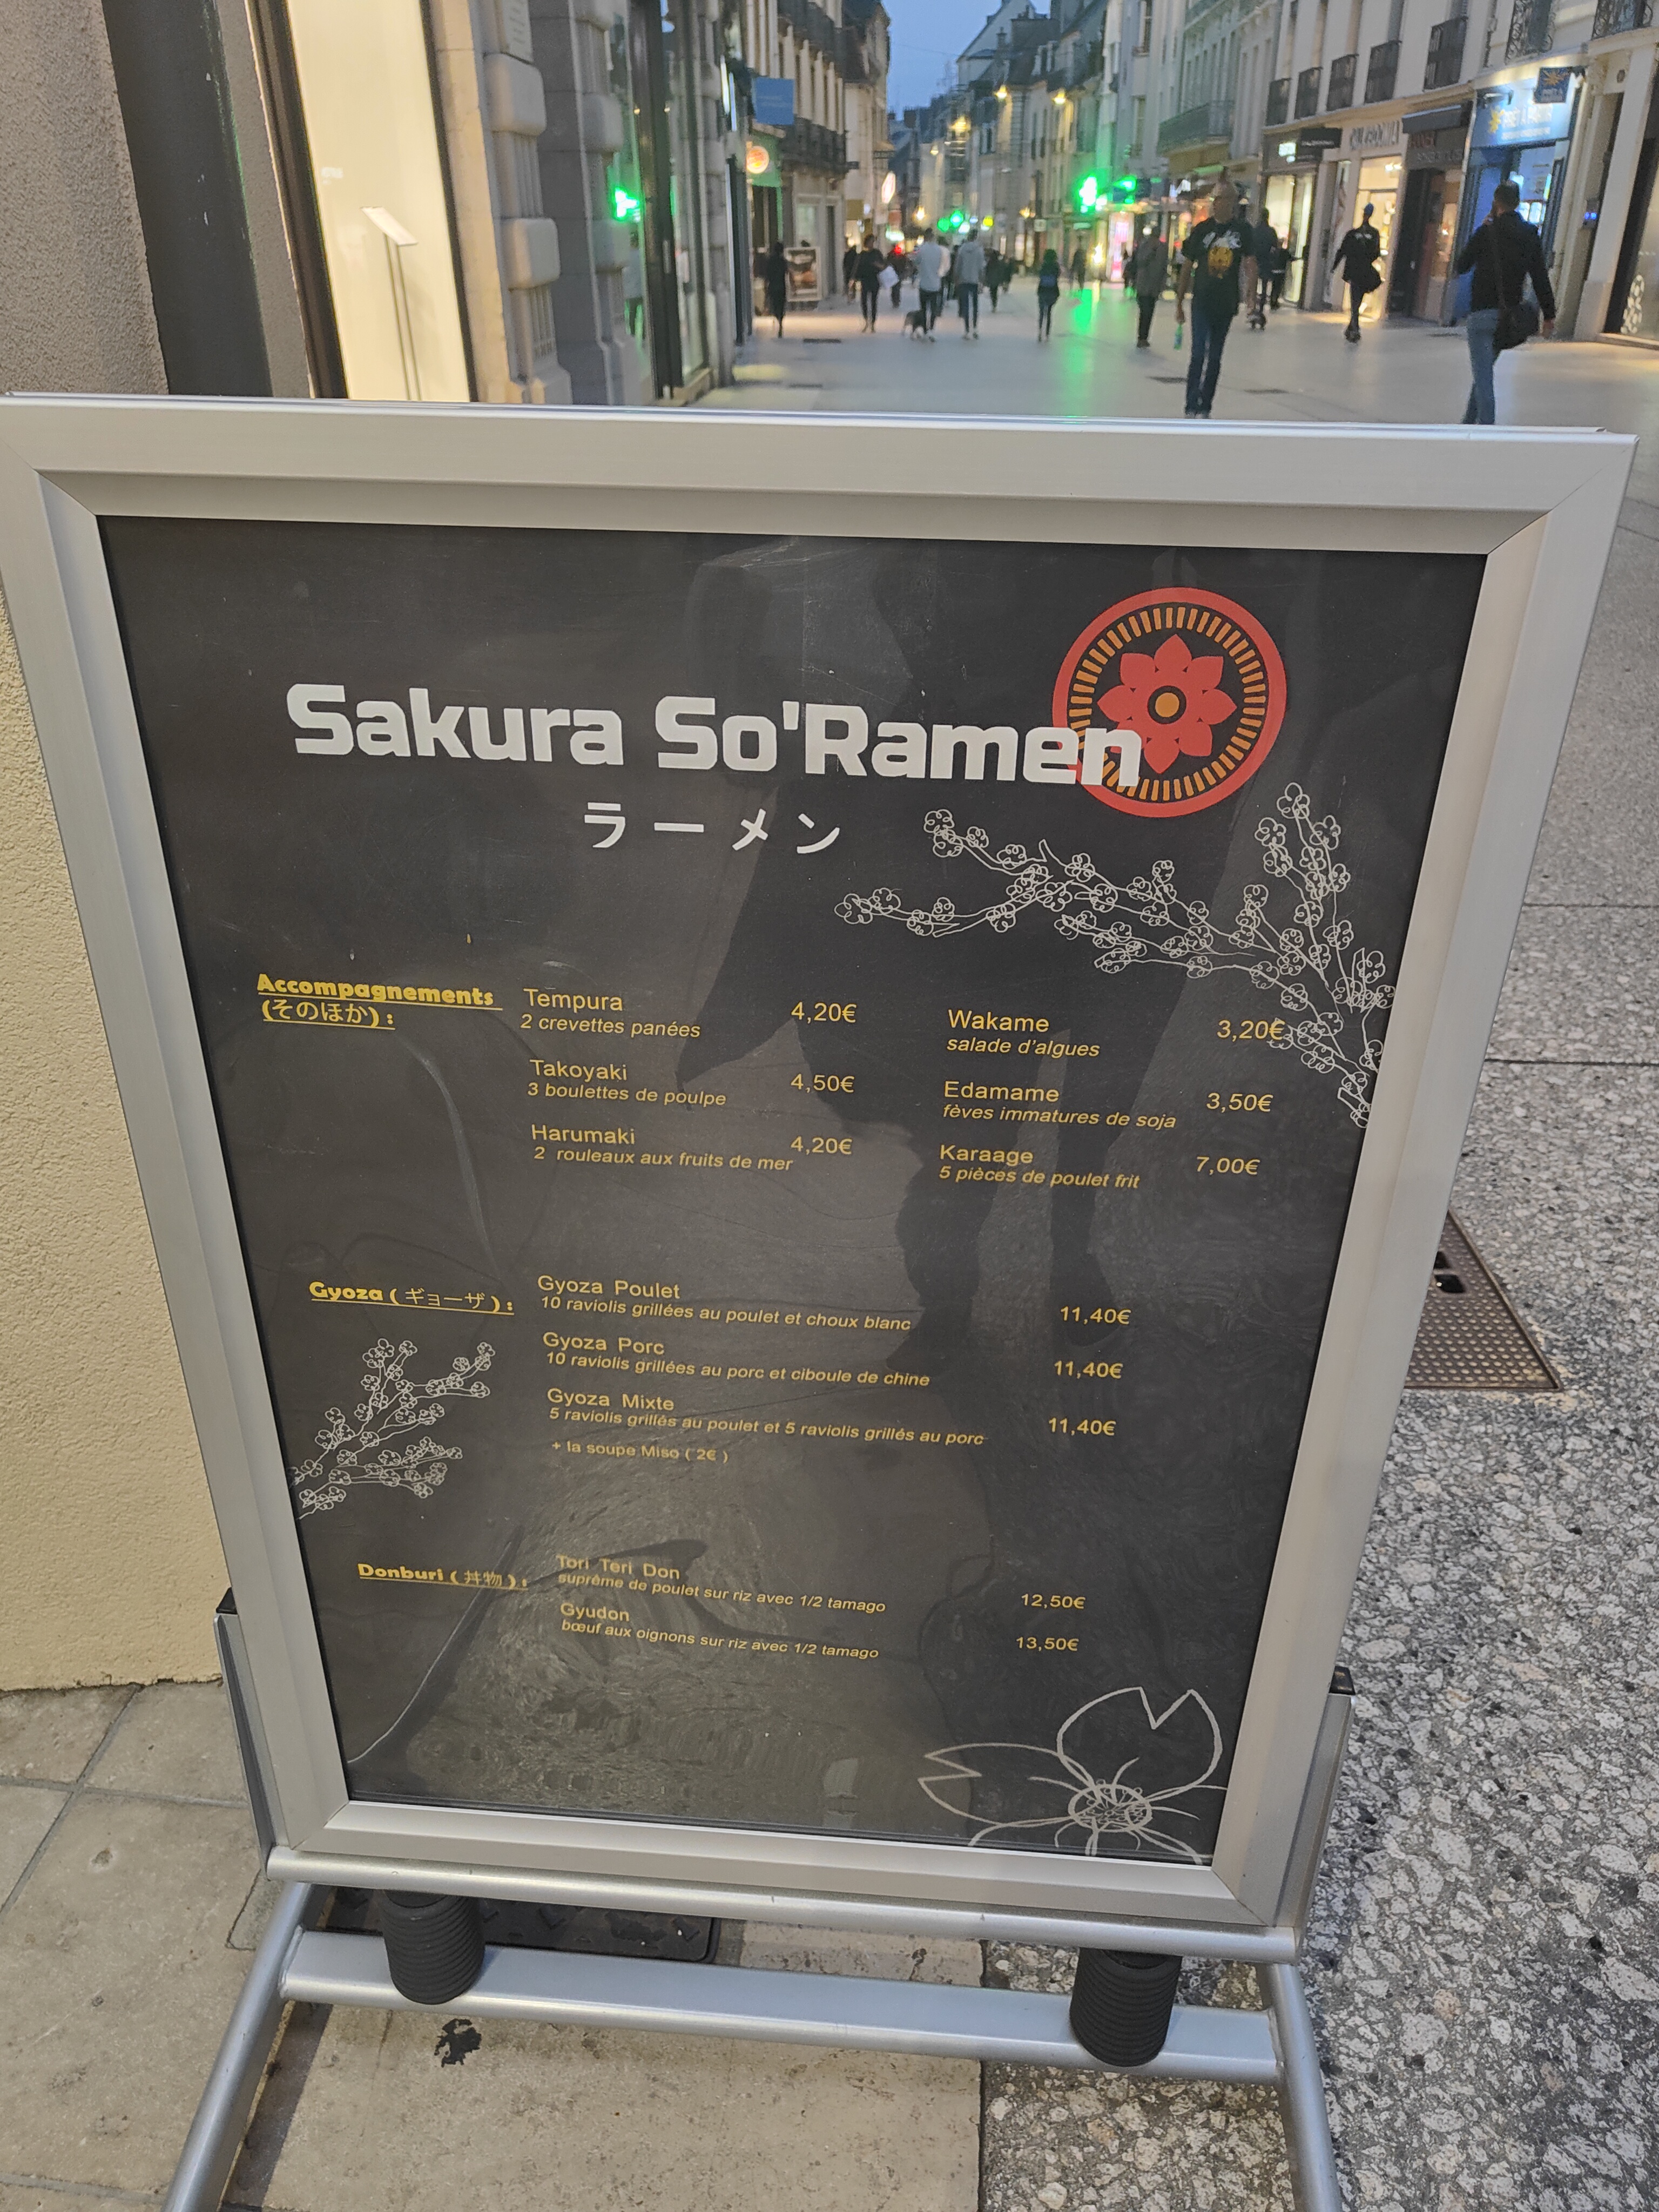 Sakura So'Ramen
ラーメン
Accompagnements
(そのほか) :
Tempura 4,20€
2 crevettes panées
Takoyaki 4,50€
3 boulettes de poulpe
Harumaki 4,20€
2 rouleaux aux fruits de mer
Wakame 3,20€
salade d'algues
Edamame 3,50€
fèves immatures de soja
Karaage 7,00€
5 pièces de poulet frit
Gyoza ( ギョーザ ) :
Gyoza Poulet
10 raviolis grillées au poulet et choux blanc 11,40€
Gyoza Porc
10 raviolis grillées au porc et ciboule de chine 11,40€
Gyoza Mixte
5 raviolis grillés au poulet et 5 raviolis grillés au porc 11,40€
+ la soupe Miso ( 2€ )
Donburi ( 丼物 ) :
Tori Teri Don
suprême de poulet sur riz avec 1/2 tamago 12,50€
Gyudon
bœuf aux oignons sur riz avec 1/2 tamago 13,50€